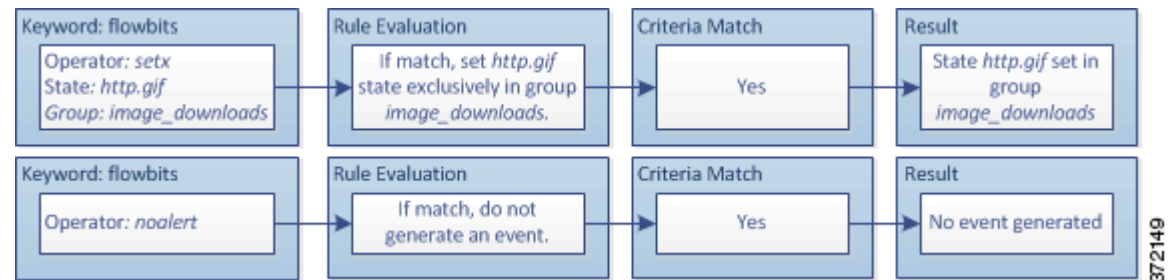 Keyword: flowbits
Operator: setx
State: http.gif
Group: image_downloads
Rule Evaluation
If match, set http.gif
state exclusively in group
image_downloads.
Criteria Match
Yes
Result
State http.gif set in
group
image_downloads
Keyword: flowbits
Operator: noalert
Rule Evaluation
If match, do not
generate an event.
Criteria Match
Yes
Result
No event generated
372149